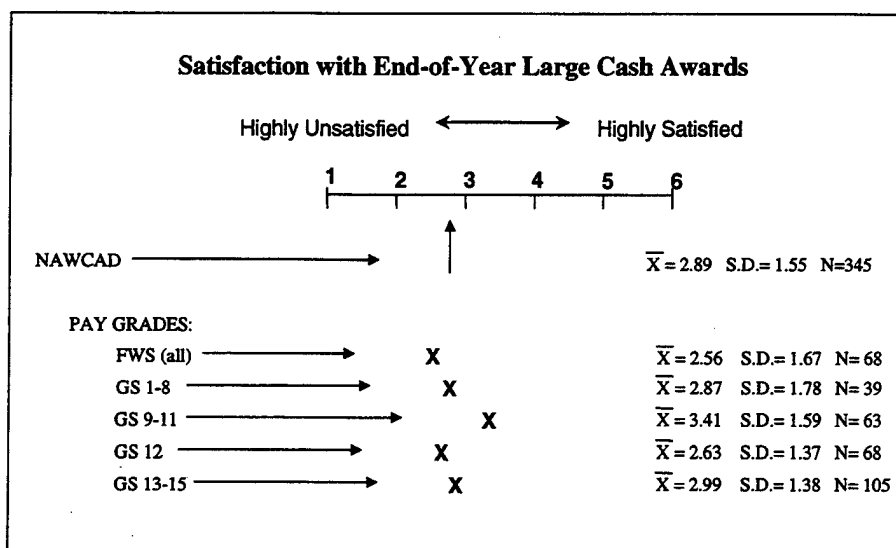 Satisfaction with End-of-Year Large Cash Awards
Highly Unsatisfied Highly Satisfied
1 2 3 4 5 6
NAWCAD X̅ = 2.89 S.D.= 1.55 N=345
PAY GRADES:
FWS (all) X X̅ = 2.56 S.D.= 1.67 N= 68
GS 1-8 X X̅ = 2.87 S.D.= 1.78 N= 39
GS 9-11 X X̅ = 3.41 S.D.= 1.59 N= 63
GS 12 X X̅ = 2.63 S.D.= 1.37 N= 68
GS 13-15 X X̅ = 2.99 S.D.= 1.38 N= 105